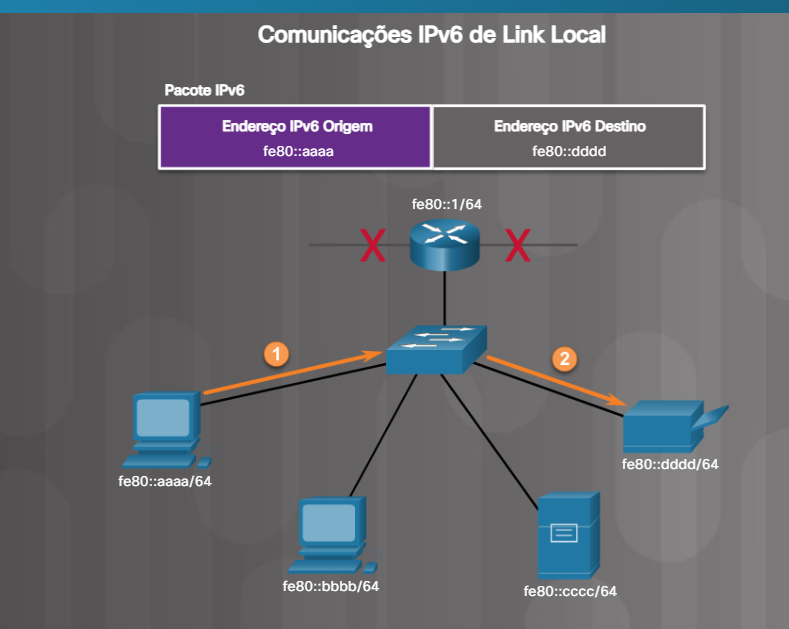 Comunicações IPv6 de Link Local
Pacote IPv6
Endereço IPv6 Origem
fe80::aaaa
Endereço IPv6 Destino
fe80::dddd
fe80::1/64
X
X
1
2
fe80::aaaa/64
fe80::dddd/64
fe80::bbbb/64
fe80::cccc/64